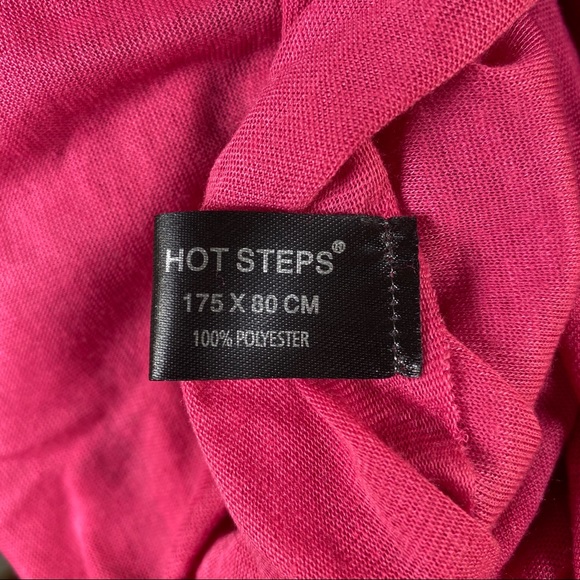 HOT STEPS®
175 X 80 CM
100% POLYESTER